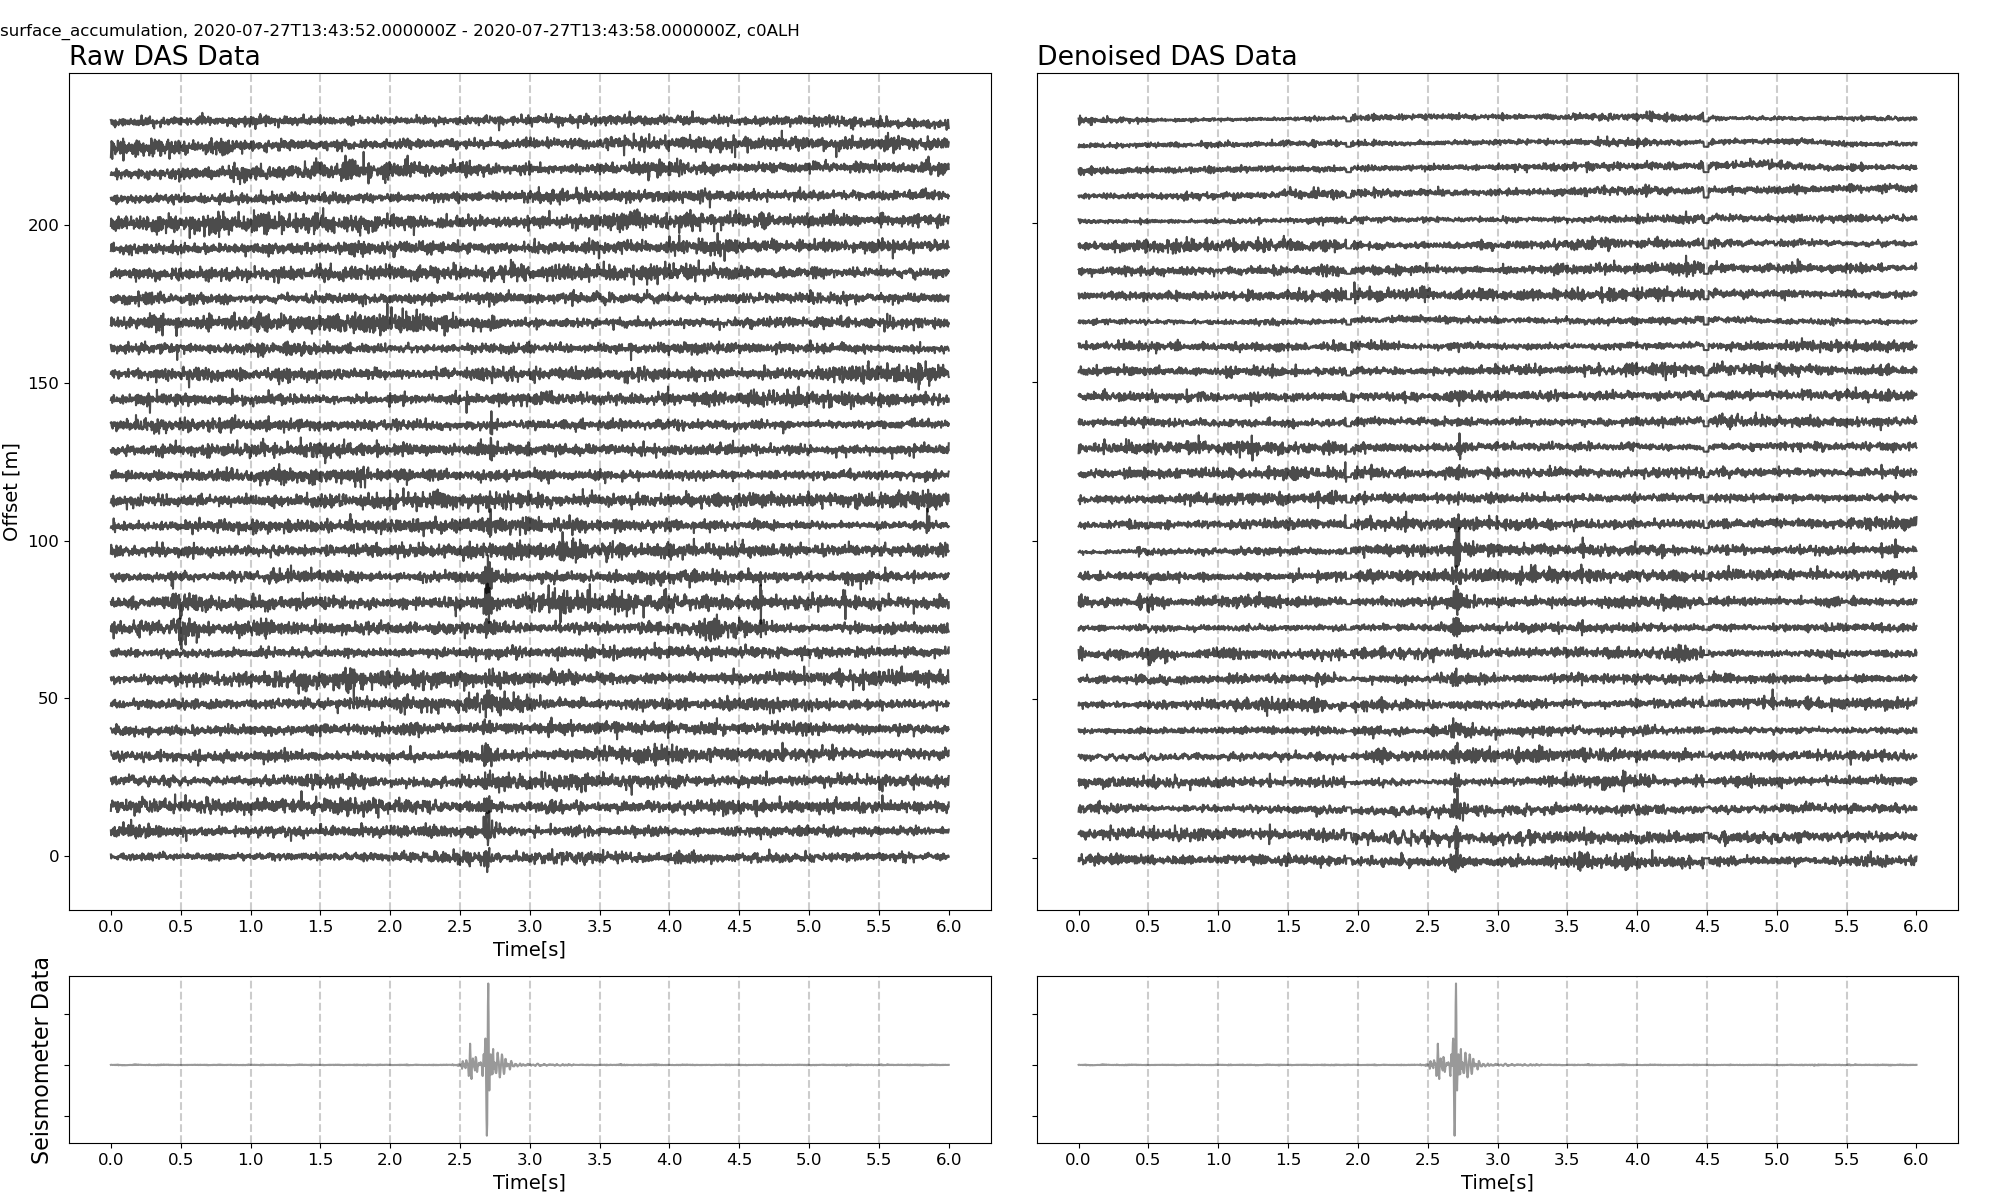 surface_accumulation, 2020-07-27T13:43:52.000000Z - 2020-07-27T13:43:58.000000Z, c0ALH
Raw DAS Data
Denoised DAS Data
Offset [m]
200
150
100
50
0
0.0 0.5 1.0 1.5 2.0 2.5 3.0 3.5 4.0 4.5 5.0 5.5 6.0
Time[s]
0.0 0.5 1.0 1.5 2.0 2.5 3.0 3.5 4.0 4.5 5.0 5.5 6.0
Seismometer Data
0.0 0.5 1.0 1.5 2.0 2.5 3.0 3.5 4.0 4.5 5.0 5.5 6.0
Time[s]
0.0 0.5 1.0 1.5 2.0 2.5 3.0 3.5 4.0 4.5 5.0 5.5 6.0
Time[s]